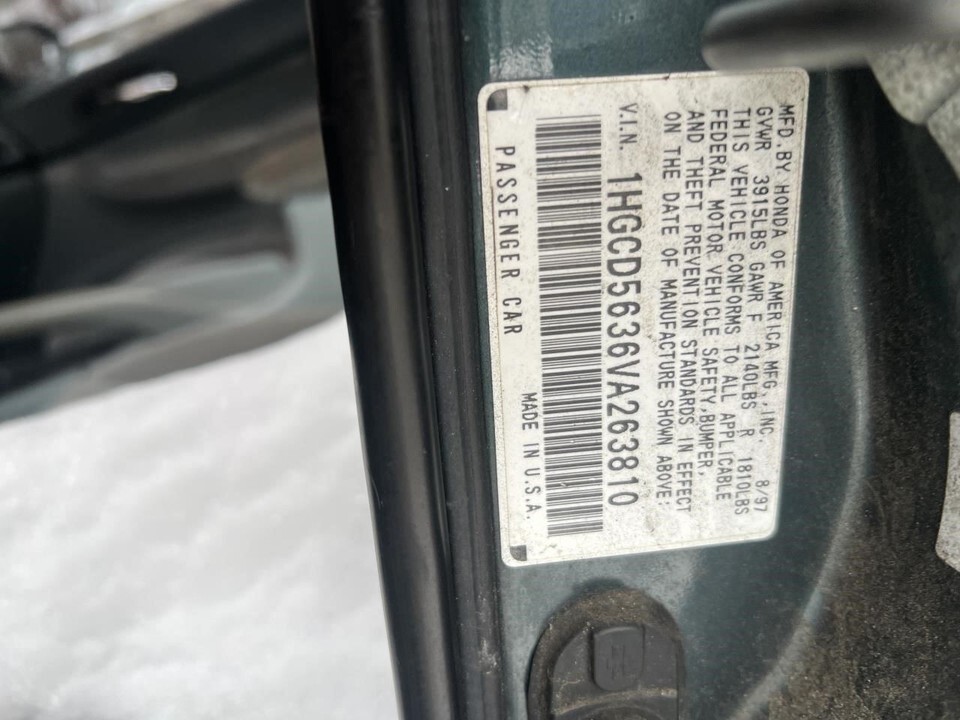 MFD. BY HONDA OF AMERICA MFG., INC. 8/97
GVWR 3915LBS GAWR F 2140LBS R 1810LBS
THIS VEHICLE CONFORMS TO ALL APPLICABLE
FEDERAL MOTOR VEHICLE SAFETY,BUMPER,
AND THEFT PREVENTION STANDARDS IN EFFECT
ON THE DATE OF MANUFACTURE SHOWN ABOVE:
V.I.N. 1HGCD5636VA263810
PASSENGER CAR MADE IN U.S.A.